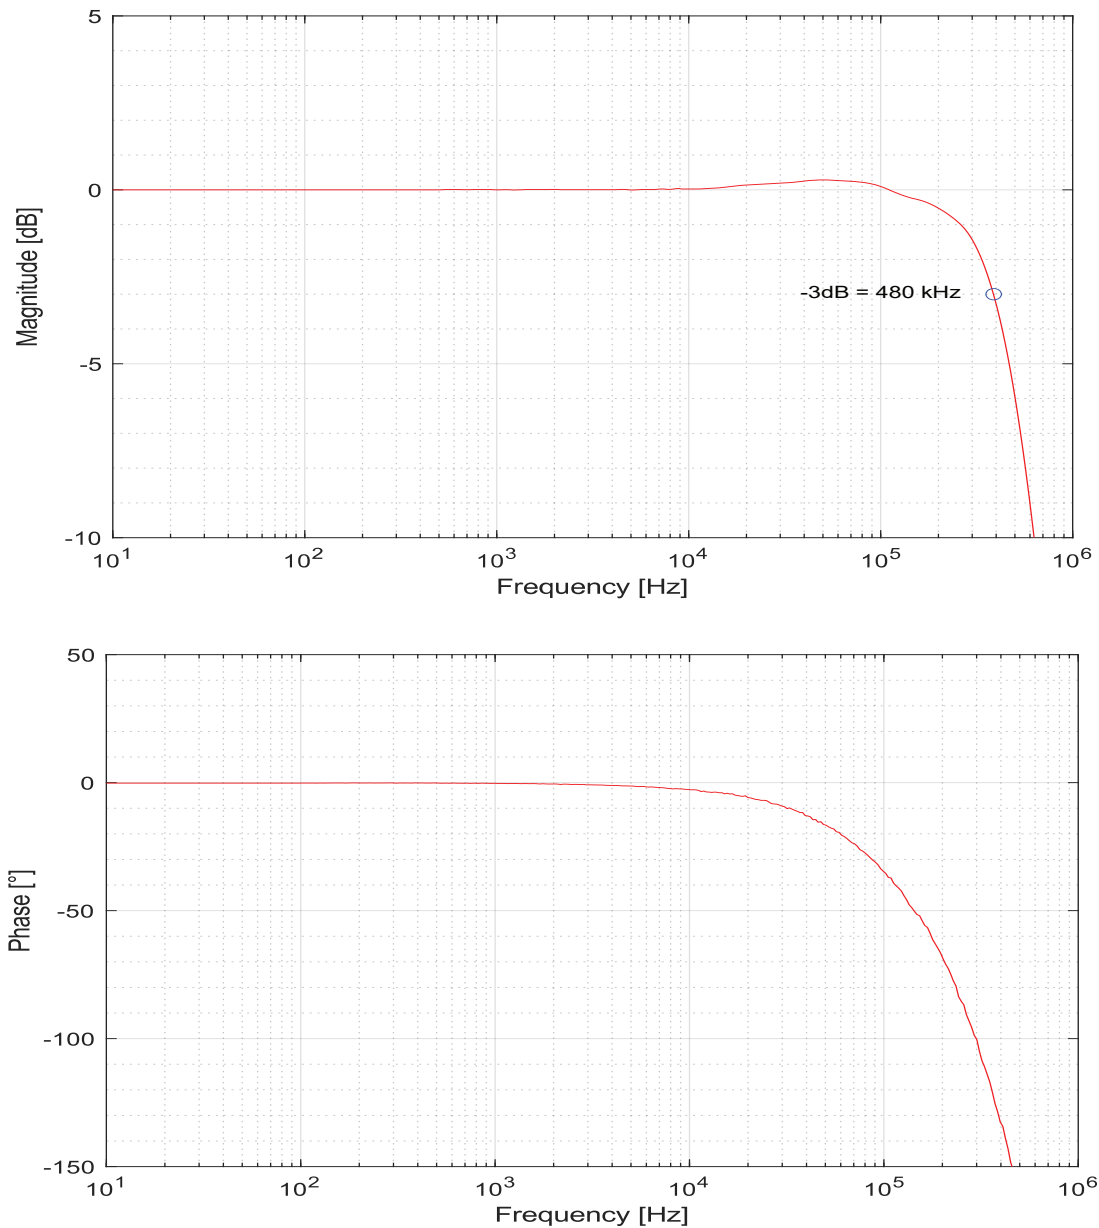 5
0
-3dB = 480 kHz
-5
-10
Magnitude [dB]
10¹ 10² 10³ 10⁴ 10⁵ 10⁶
Frequency [Hz]
50
0
-50
-100
-150
Phase [°]
10¹ 10² 10³ 10⁴ 10⁵ 10⁶
Frequency [Hz]